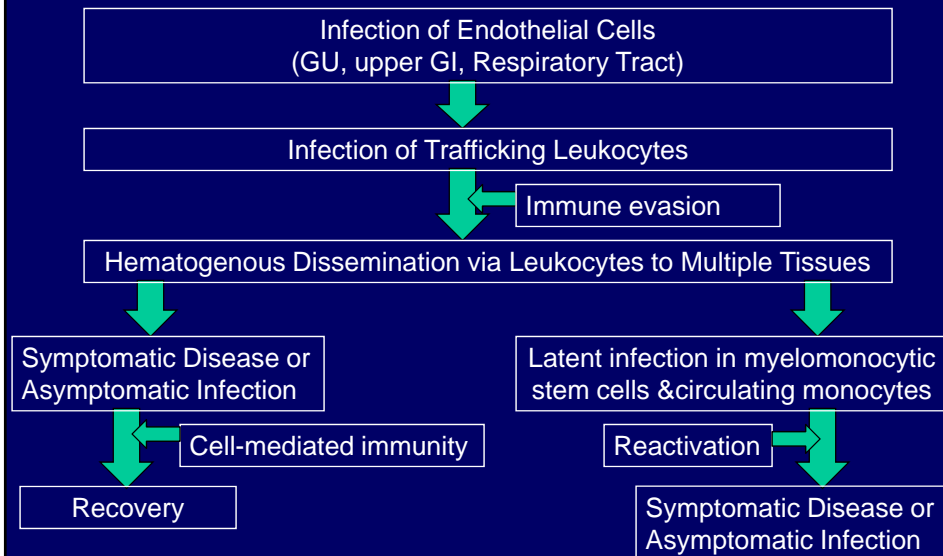 Infection of Endothelial Cells
(GU, upper GI, Respiratory Tract)
Infection of Trafficking Leukocytes
Immune evasion
Hematogenous Dissemination via Leukocytes to Multiple Tissues
Symptomatic Disease or
Asymptomatic Infection
Latent infection in myelomonocytic
stem cells &circulating monocytes
Cell-mediated immunity
Reactivation
Recovery
Symptomatic Disease or
Asymptomatic Infection